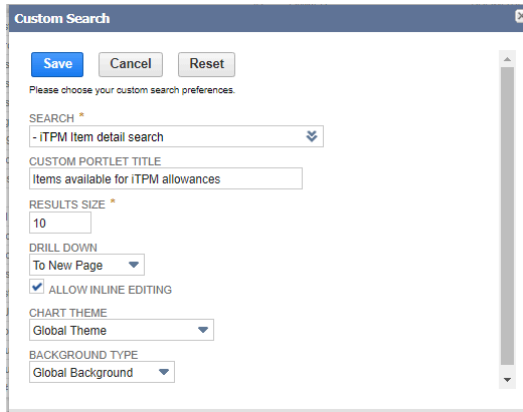 Custom Search
Save Cancel Reset
Please choose your custom search preferences.
SEARCH *
- iTPM Item detail search
CUSTOM PORTLET TITLE
Items available for iTPM allowances
RESULTS SIZE *
10
DRILL DOWN
To New Page
ALLOW INLINE EDITING
CHART THEME
Global Theme
BACKGROUND TYPE
Global Background